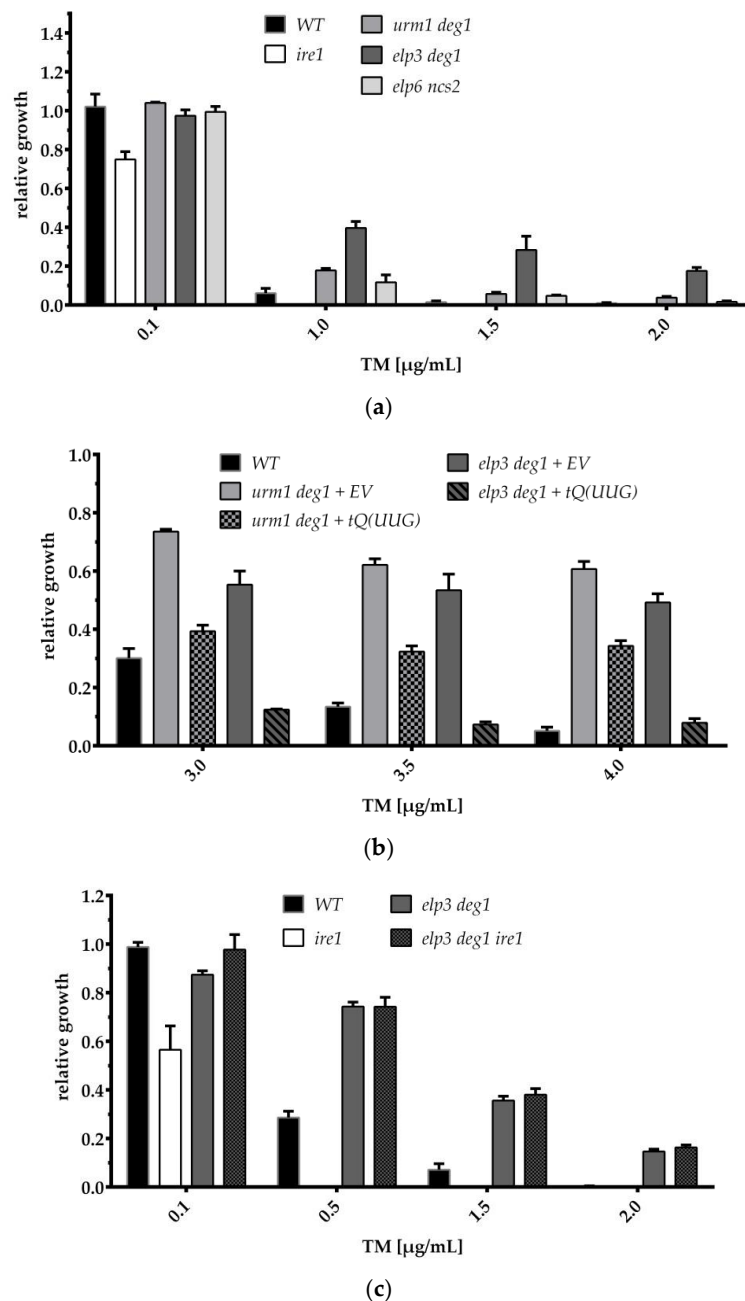 WT
ire1
urm1 deg1
elp3 deg1
elp6 ncs2
relative growth
1.4
1.2
1.0
0.8
0.6
0.4
0.2
0.0
0.1 1.0 1.5 2.0
TM [µg/mL]
(a)
WT
urm1 deg1 + EV
urm1 deg1 + tQ(UUG)
elp3 deg1 + EV
elp3 deg1 + tQ(UUG)
relative growth
1.0
0.8
0.6
0.4
0.2
0.0
3.0 3.5 4.0
TM [µg/mL]
(b)
WT
ire1
elp3 deg1
elp3 deg1 ire1
relative growth
1.2
1.0
0.8
0.6
0.4
0.2
0.0
0.1 0.5 1.5 2.0
TM [µg/mL]
(c)